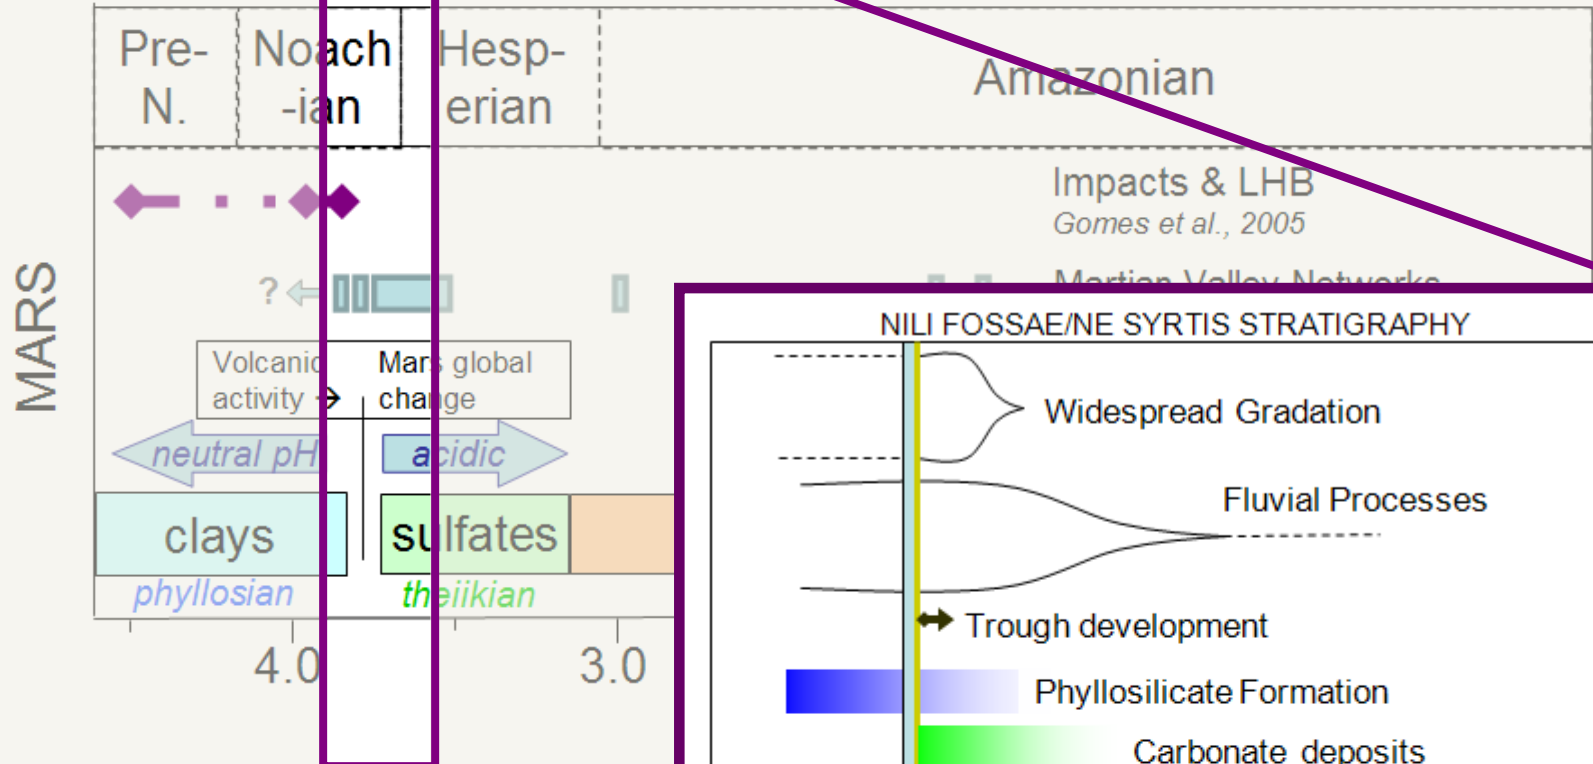 Pre-
N.
Noach
-ian
Hesp-
erian
Amazonian
MARS
Impacts & LHB
Gomes et al., 2005
?
Martian Valley Networks
Volcanic
activity →
Mars global
change
neutral pH
acidic
clays
sulfates
phyllosian
theiikian
4.0
3.0
NILI FOSSAE/NE SYRTIS STRATIGRAPHY
Widespread Gradation
Fluvial Processes
Trough development
Phyllosilicate Formation
Carbonate deposits